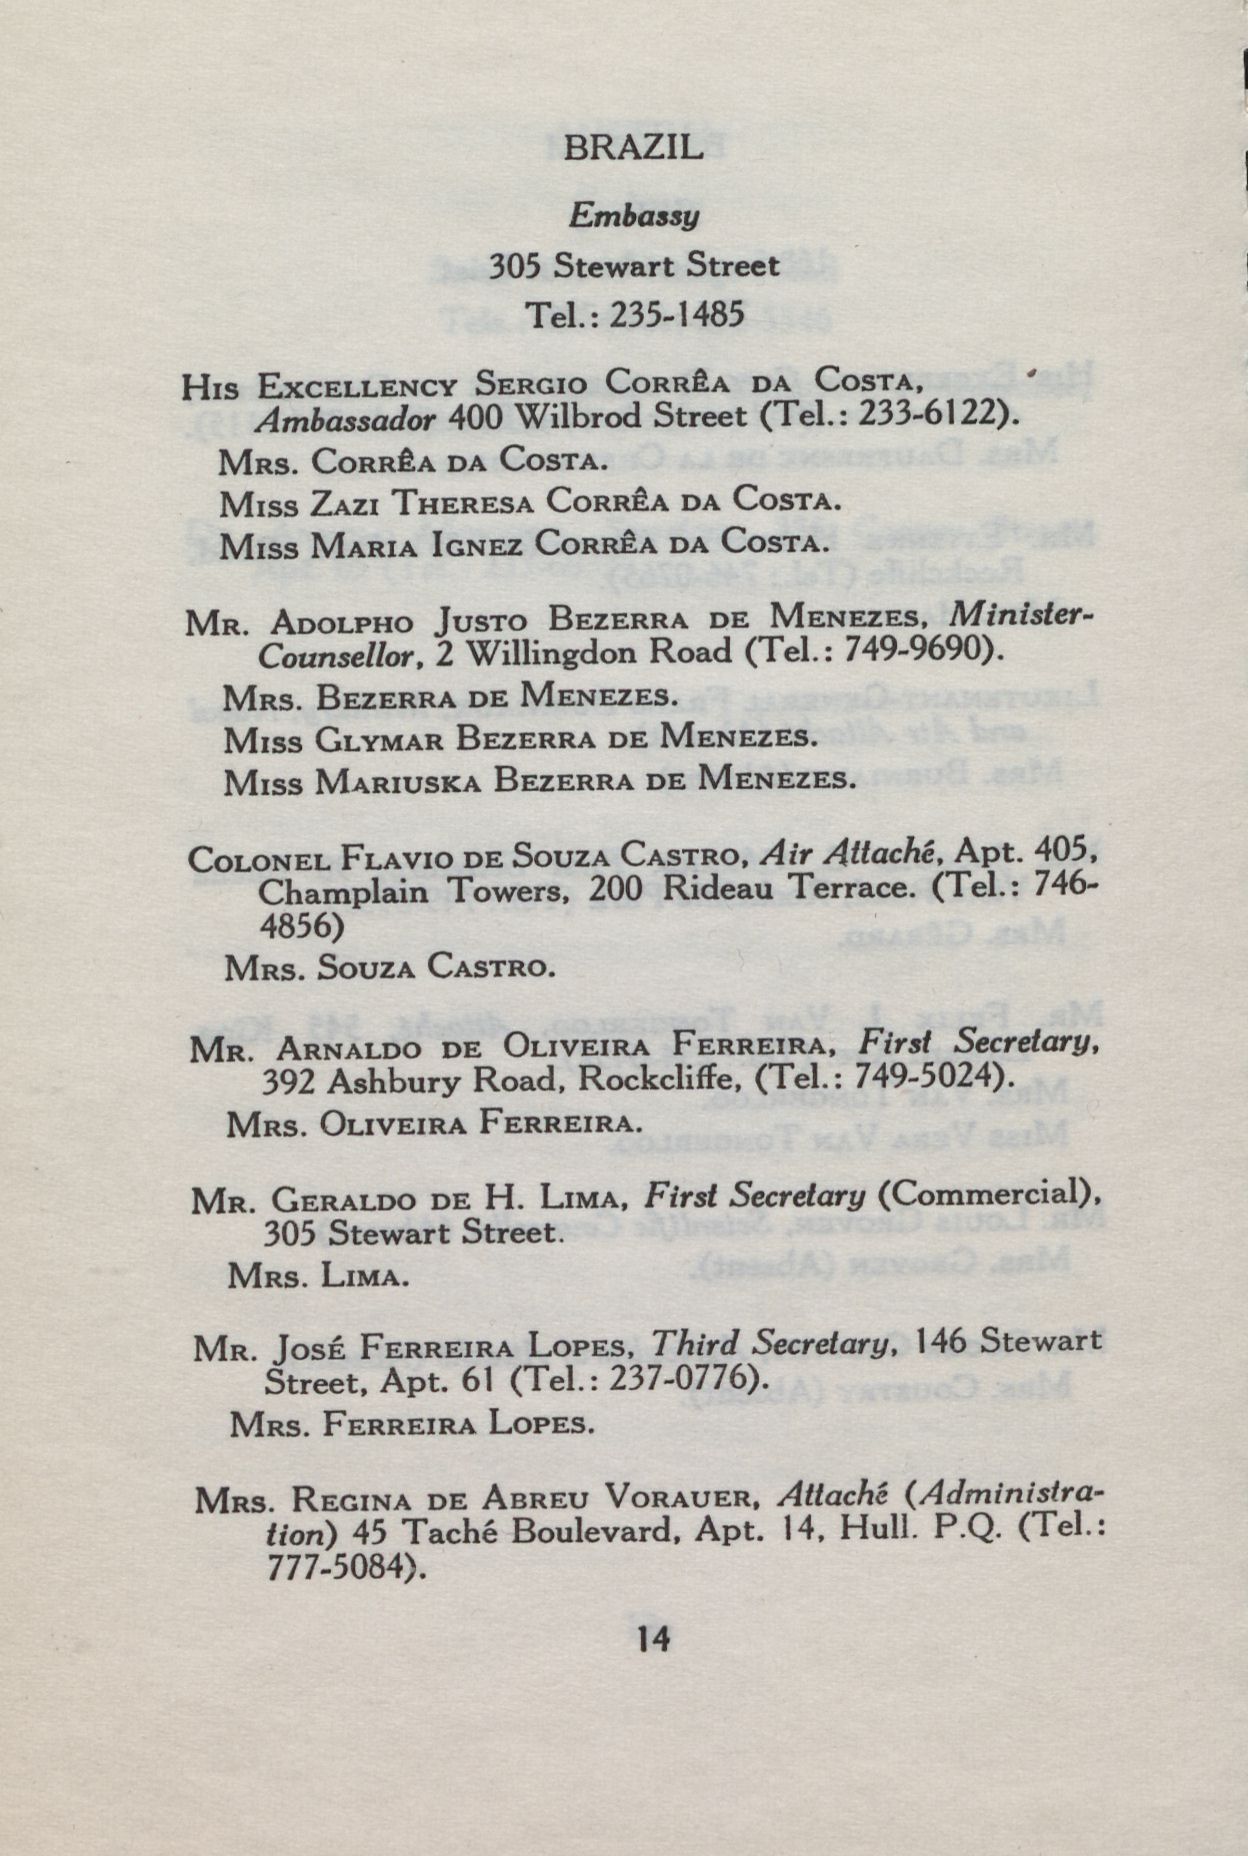 BRAZIL
Embassy
305 Stewart Street
Tel.: 235-1485
His Excellency Sergio Corrêa da Costa,
Ambassador 400 Wilbrod Street (Tel.: 233-6122).
Mrs. Corrêa da Costa.
Miss Zazi Theresa Corrêa da Costa.
Miss Maria Ignez Corrêa da Costa.
Mr. Adolpho Justo Bezerra de Menezes, Minister-
Counsellor, 2 Willingdon Road (Tel.: 749-9690).
Mrs. Bezerra de Menezes.
Miss Glymar Bezerra de Menezes.
Miss Mariuska Bezerra de Menezes.
Colonel Flavio de Souza Castro, Air Attaché, Apt. 405,
Champlain Towers, 200 Rideau Terrace. (Tel.: 746-
4856)
Mrs. Souza Castro.
Mr. Arnaldo de Oliveira Ferreira, First Secretary,
392 Ashbury Road, Rockcliffe, (Tel.: 749-5024).
Mrs. Oliveira Ferreira.
Mr. Geraldo de H. Lima, First Secretary (Commercial),
305 Stewart Street.
Mrs. Lima.
Mr. José Ferreira Lopes, Third Secretary, 146 Stewart
Street, Apt. 61 (Tel.: 237-0776).
Mrs. Ferreira Lopes.
Mrs. Regina de Abreu Vorauer, Attaché (Administra-
tion) 45 Taché Boulevard, Apt. 14, Hull. P.Q. (Tel.:
777-5084).
14